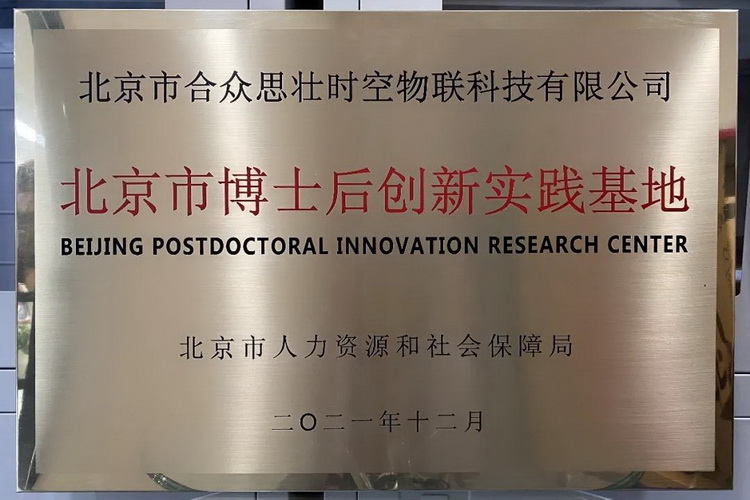 北京市合众思壮时空物联科技有限公司
北京市博士后创新实践基地
BEIJING POSTDOCTORAL INNOVATION RESEARCH CENTER
北京市人力资源和社会保障局
二〇二一年十二月